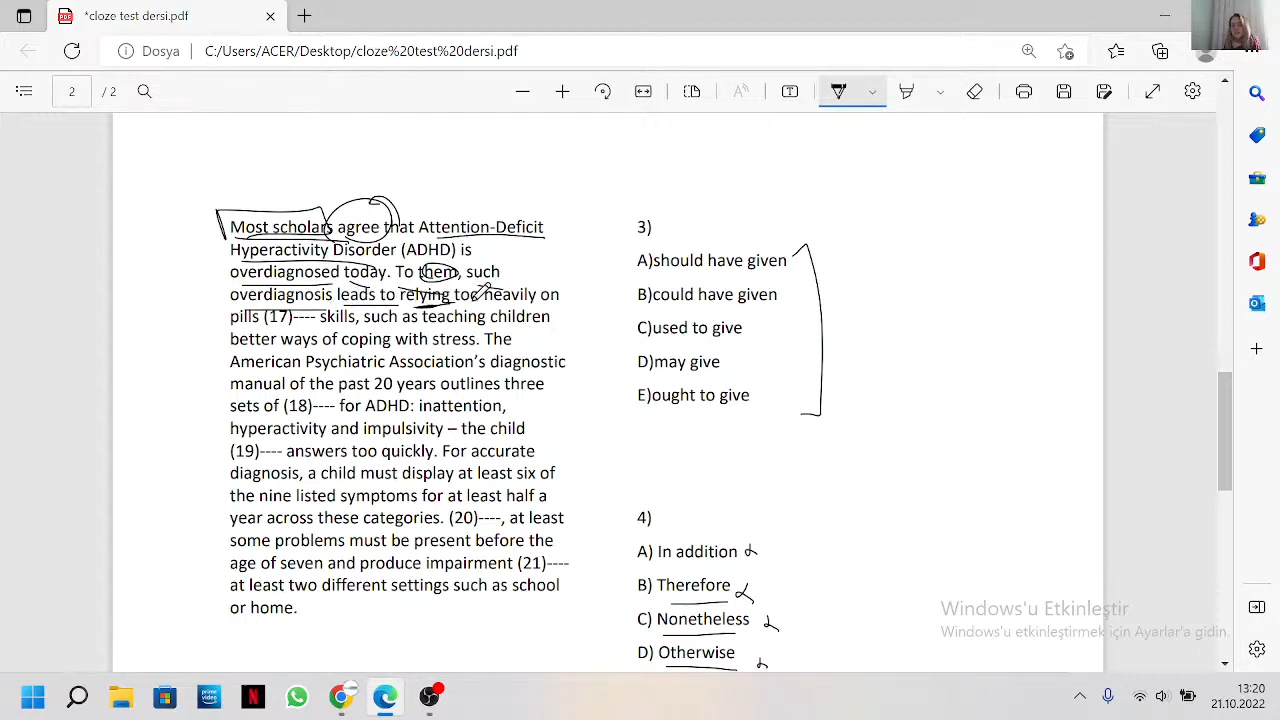 *cloze test dersi.pdf
Dosya
C:/Users/ACER/Desktop/cloze%20test%20dersi.pdf
2
/ 2
Most scholars agree that Attention-Deficit
Hyperactivity Disorder (ADHD) is
overdiagnosed today. To them, such
overdiagnosis leads to relying too heavily on
pills (17)---- skills, such as teaching children
better ways of coping with stress. The
American Psychiatric Association's diagnostic
manual of the past 20 years outlines three
sets of (18)---- for ADHD: inattention,
hyperactivity and impulsivity – the child
(19)---- answers too quickly. For accurate
diagnosis, a child must display at least six of
the nine listed symptoms for at least half a
year across these categories. (20)----, at least
some problems must be present before the
age of seven and produce impairment (21)----
at least two different settings such as school
or home.
3)
A)should have given
B)could have given
C)used to give
D)may give
E)ought to give
4)
A) In addition
B) Therefore
C) Nonetheless
D) Otherwise
Windows'u Etkinleştir
Windows'u etkinleştirmek için Ayarlar'a gidin.
prime
video
N
13:20
21.10.2022